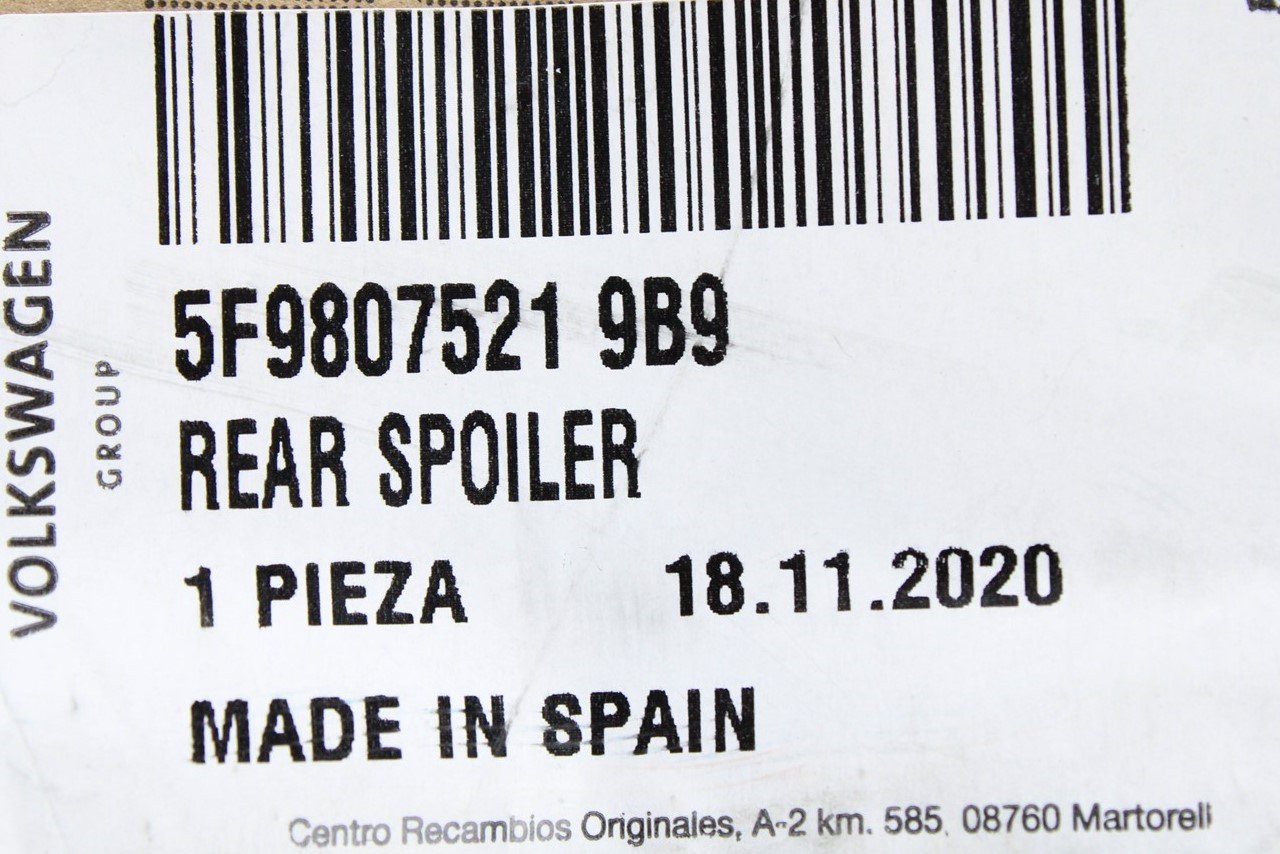 VOLKSWAGEN
GROUP
5F9807521 9B9
REAR SPOILER
1 PIEZA 18.11.2020
MADE IN SPAIN
Centro Recambios Originales, A-2 km. 585, 08760 Martorell